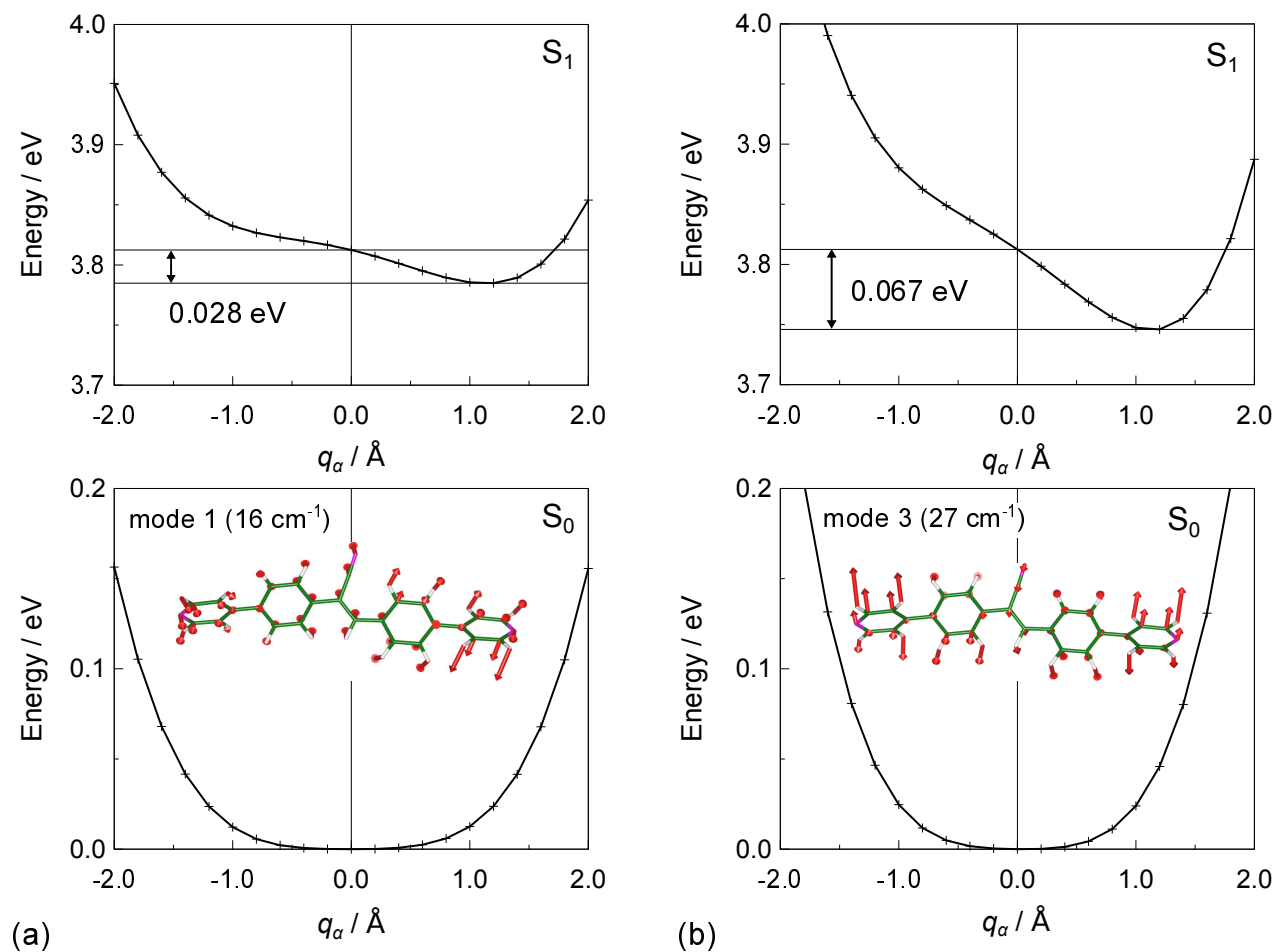 4.0
3.9
3.8
3.7
Energy / eV
S1
0.028 eV
-2.0 -1.0 0.0 1.0 2.0
qα / Å
4.0
3.9
3.8
3.7
Energy / eV
S1
0.067 eV
-2.0 -1.0 0.0 1.0 2.0
qα / Å
0.2
0.1
0.0
Energy / eV
mode 1 (16 cm-1)
S0
-2.0 -1.0 0.0 1.0 2.0
qα / Å
(a)
0.2
0.1
0.0
Energy / eV
mode 3 (27 cm-1)
S0
-2.0 -1.0 0.0 1.0 2.0
qα / Å
(b)